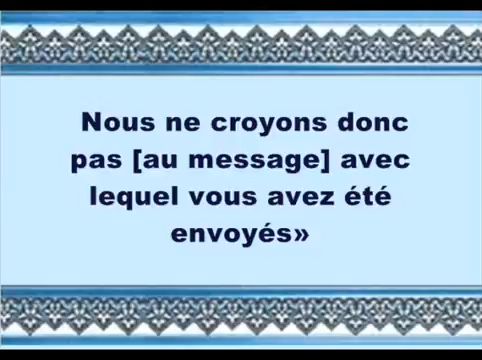 Nous ne croyons donc
pas [au message] avec
lequel vous avez été
envoyés»